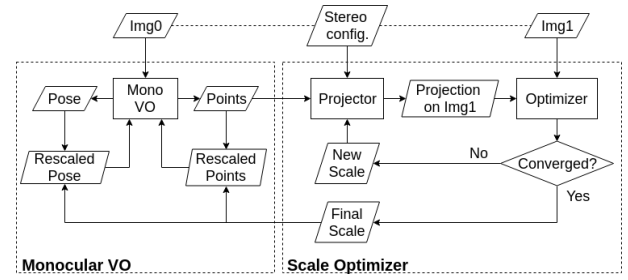 Img0
Stereo
config.
Img1
Pose
Mono
VO
Points
Projector
Projection
on Img1
Optimizer
Rescaled
Pose
Rescaled
Points
New
Scale
No
Converged?
Yes
Final
Scale
Monocular VO
Scale Optimizer